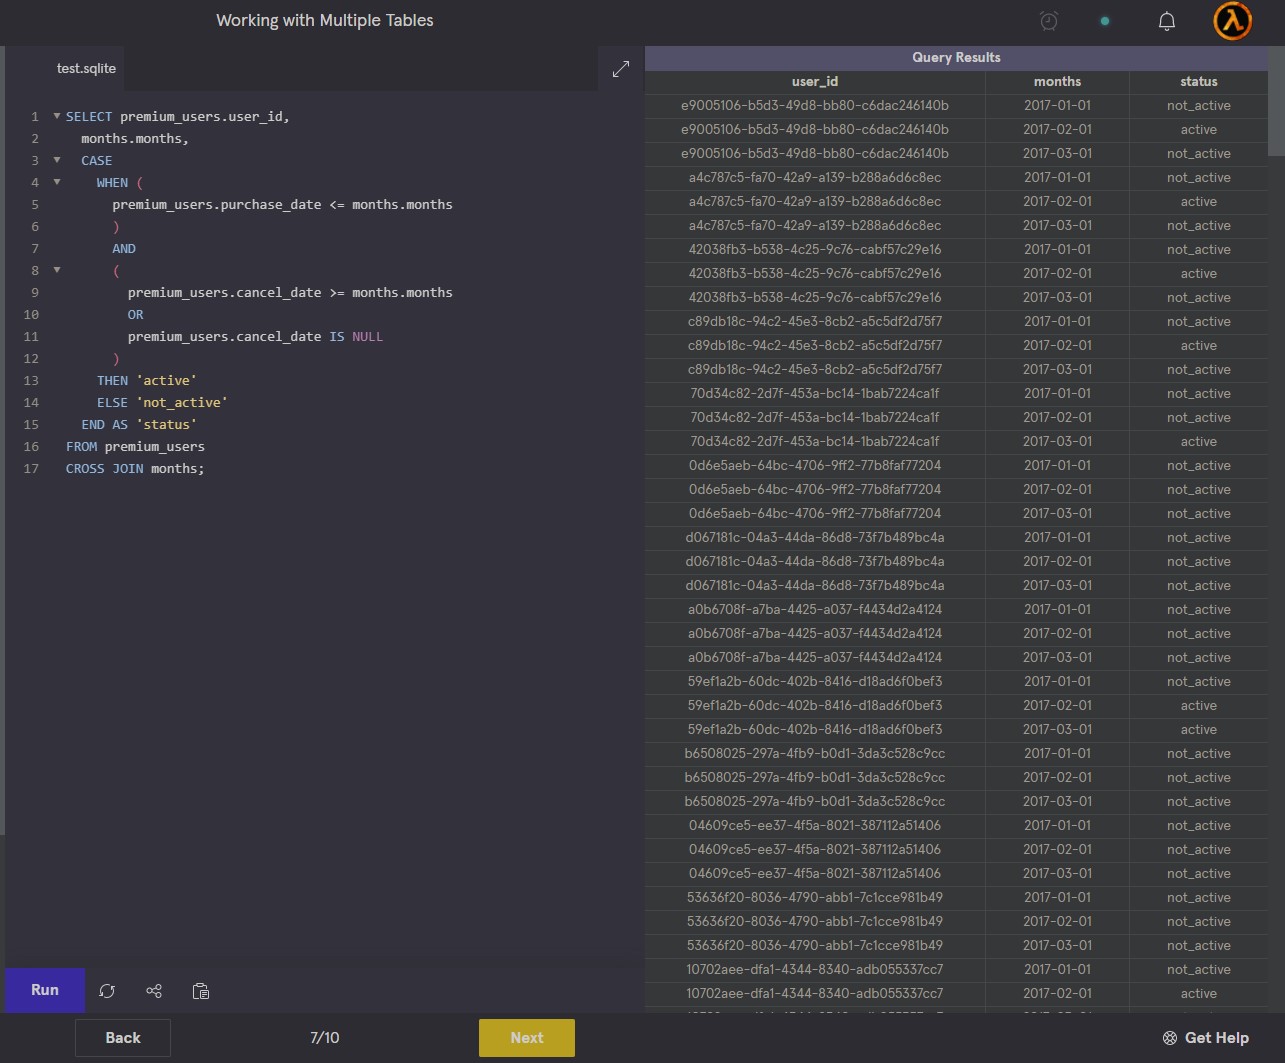 Working with Multiple Tables
test.sqlite
1 SELECT premium_users.user_id,
2 months.months,
3 CASE
4 WHEN (
5 premium_users.purchase_date <= months.months
6 )
7 AND
8 (
9 premium_users.cancel_date >= months.months
10 OR
11 premium_users.cancel_date IS NULL
12 )
13 THEN 'active'
14 ELSE 'not_active'
15 END AS 'status'
16 FROM premium_users
17 CROSS JOIN months;
Run
Query Results
user_id months status
e9005106-b5d3-49d8-bb80-c6dac246140b 2017-01-01 not_active
e9005106-b5d3-49d8-bb80-c6dac246140b 2017-02-01 active
e9005106-b5d3-49d8-bb80-c6dac246140b 2017-03-01 not_active
a4c787c5-fa70-42a9-a139-b288a6d6c8ec 2017-01-01 not_active
a4c787c5-fa70-42a9-a139-b288a6d6c8ec 2017-02-01 active
a4c787c5-fa70-42a9-a139-b288a6d6c8ec 2017-03-01 not_active
42038fb3-b538-4c25-9c76-cabf57c29e16 2017-01-01 not_active
42038fb3-b538-4c25-9c76-cabf57c29e16 2017-02-01 active
42038fb3-b538-4c25-9c76-cabf57c29e16 2017-03-01 not_active
c89db18c-94c2-45e3-8cb2-a5c5df2d75f7 2017-01-01 not_active
c89db18c-94c2-45e3-8cb2-a5c5df2d75f7 2017-02-01 active
c89db18c-94c2-45e3-8cb2-a5c5df2d75f7 2017-03-01 not_active
70d34c82-2d7f-453a-bc14-1bab7224ca1f 2017-01-01 not_active
70d34c82-2d7f-453a-bc14-1bab7224ca1f 2017-02-01 not_active
70d34c82-2d7f-453a-bc14-1bab7224ca1f 2017-03-01 active
0d6e5aeb-64bc-4706-9ff2-77b8faf77204 2017-01-01 not_active
0d6e5aeb-64bc-4706-9ff2-77b8faf77204 2017-02-01 not_active
0d6e5aeb-64bc-4706-9ff2-77b8faf77204 2017-03-01 not_active
d067181c-04a3-44da-86d8-73f7b489bc4a 2017-01-01 not_active
d067181c-04a3-44da-86d8-73f7b489bc4a 2017-02-01 not_active
d067181c-04a3-44da-86d8-73f7b489bc4a 2017-03-01 not_active
a0b6708f-a7ba-4425-a037-f4434d2a4124 2017-01-01 not_active
a0b6708f-a7ba-4425-a037-f4434d2a4124 2017-02-01 not_active
a0b6708f-a7ba-4425-a037-f4434d2a4124 2017-03-01 not_active
59ef1a2b-60dc-402b-8416-d18ad6f0bef3 2017-01-01 not_active
59ef1a2b-60dc-402b-8416-d18ad6f0bef3 2017-02-01 active
59ef1a2b-60dc-402b-8416-d18ad6f0bef3 2017-03-01 active
b6508025-297a-4fb9-b0d1-3da3c528c9cc 2017-01-01 not_active
b6508025-297a-4fb9-b0d1-3da3c528c9cc 2017-02-01 not_active
b6508025-297a-4fb9-b0d1-3da3c528c9cc 2017-03-01 not_active
04609ce5-ee37-4f5a-8021-387112a51406 2017-01-01 not_active
04609ce5-ee37-4f5a-8021-387112a51406 2017-02-01 not_active
04609ce5-ee37-4f5a-8021-387112a51406 2017-03-01 not_active
53636f20-8036-4790-abb1-7c1cce981b49 2017-01-01 not_active
53636f20-8036-4790-abb1-7c1cce981b49 2017-02-01 not_active
53636f20-8036-4790-abb1-7c1cce981b49 2017-03-01 not_active
10702aee-dfa1-4344-8340-adb055337cc7 2017-01-01 not_active
10702aee-dfa1-4344-8340-adb055337cc7 2017-02-01 active
Back 7/10 Next Get Help